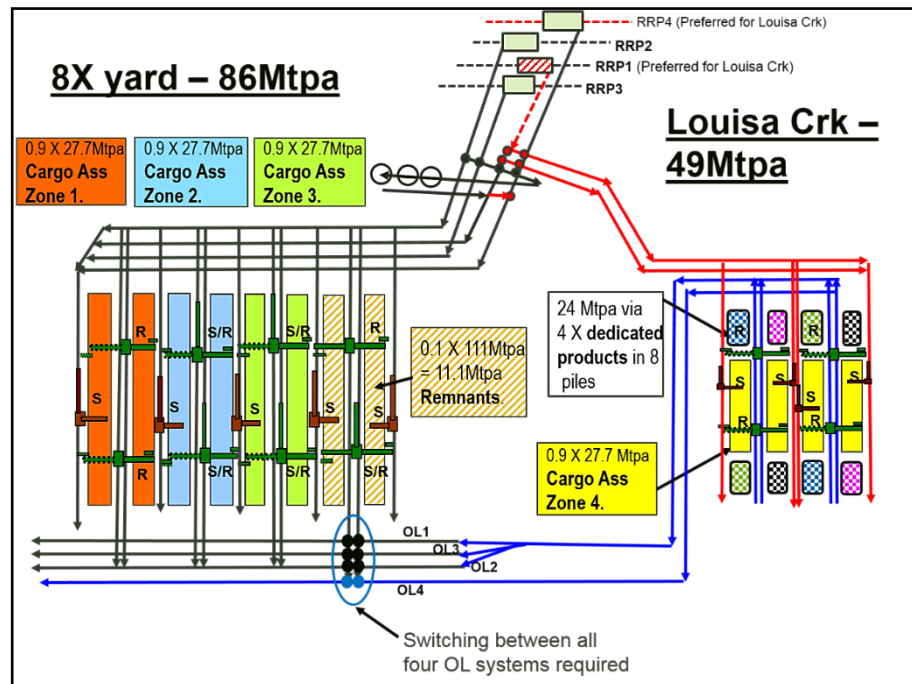 RRP4 (Preferred for Louisa Crk)
RRP2
RRP1 (Preferred for Louisa Crk)
RRP3
8X yard – 86Mtpa
Louisa Crk –
49Mtpa
0.9 X 27.7Mtpa
Cargo Ass
Zone 1.
0.9 X 27.7Mtpa
Cargo Ass
Zone 2.
0.9 X 27.7Mtpa
Cargo Ass
Zone 3.
R
S/R
S/R
R
S
S
S
S
S
R
S/R
S/R
S/R
0.1 X 111Mtpa
= 11.1Mtpa
Remnants
24 Mtpa via
4 X dedicated
products in 8
piles
R
R
S
S
S
R
R
0.9 X 27.7 Mtpa
Cargo Ass
Zone 4.
OL1
OL3
OL2
OL4
Switching between all
four OL systems required